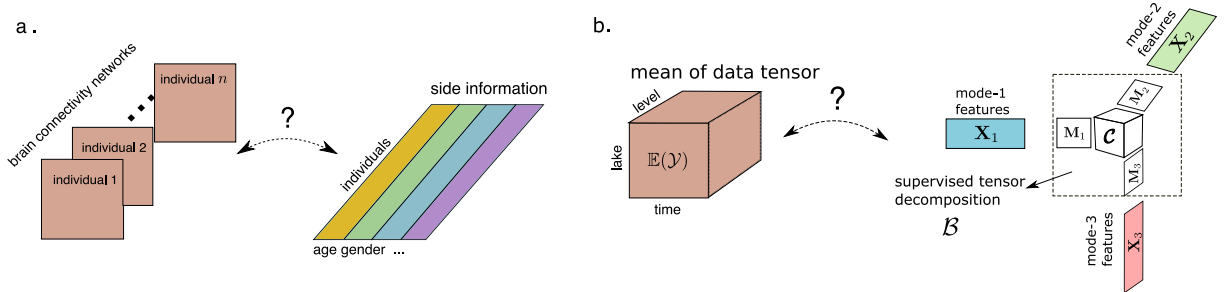 a.
brain connectivity networks
individual n
individual 2
individual 1
?
side information
individuals
age gender ...
b.
mean of data tensor
level
lake
𝔼(𝒴)
time
?
mode-1
features
X₁
mode-2
features
X₂
M₂
M₁
𝒞
M₃
supervised tensor
decomposition
ℬ
mode-3
features
X₃